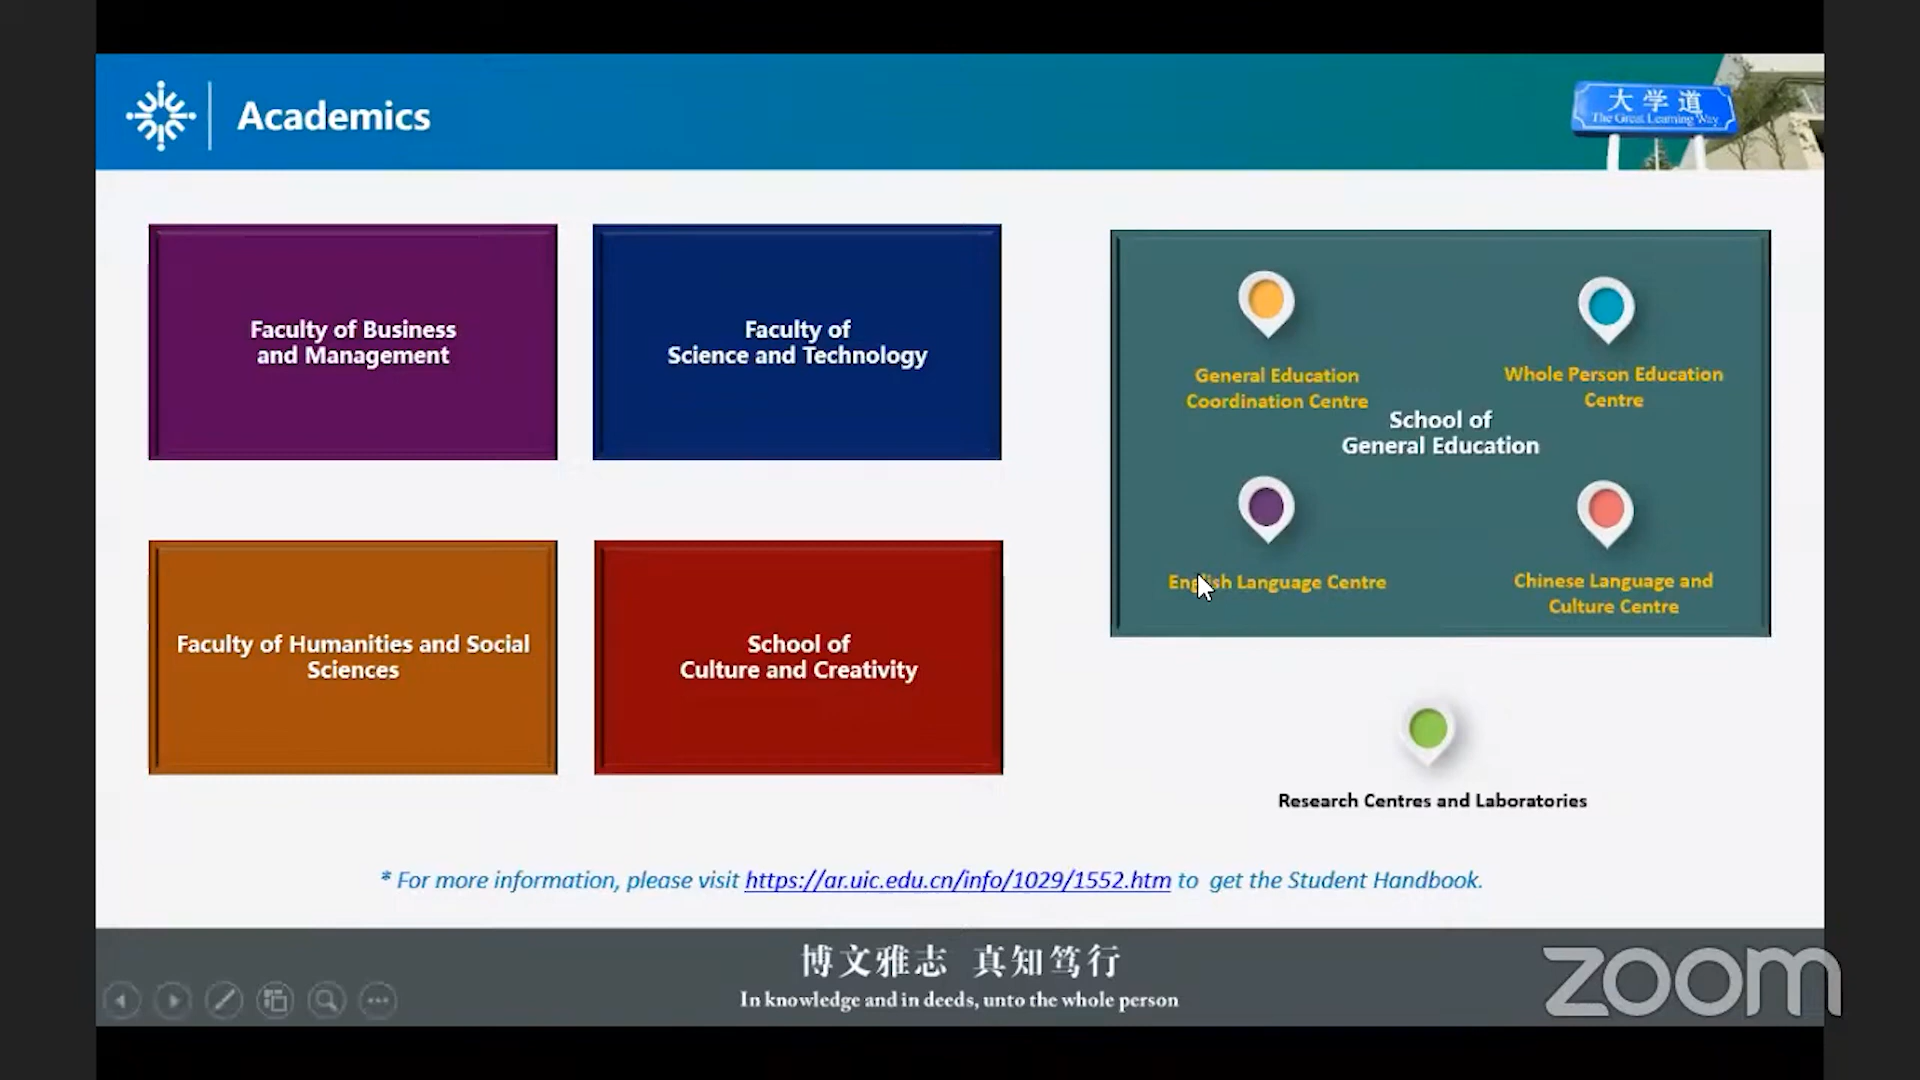 Academics
大学道
The Great Learning Way
Faculty of Business
and Management
Faculty of
Science and Technology
General Education
Coordination Centre
Whole Person Education
Centre
School of
General Education
English Language Centre
Chinese Language and
Culture Centre
Faculty of Humanities and Social
Sciences
School of
Culture and Creativity
Research Centres and Laboratories
* For more information, please visit https://ar.uic.edu.cn/info/1029/1552.htm to get the Student Handbook.
博文雅志 真知笃行
In knowledge and in deeds, unto the whole person
zoom